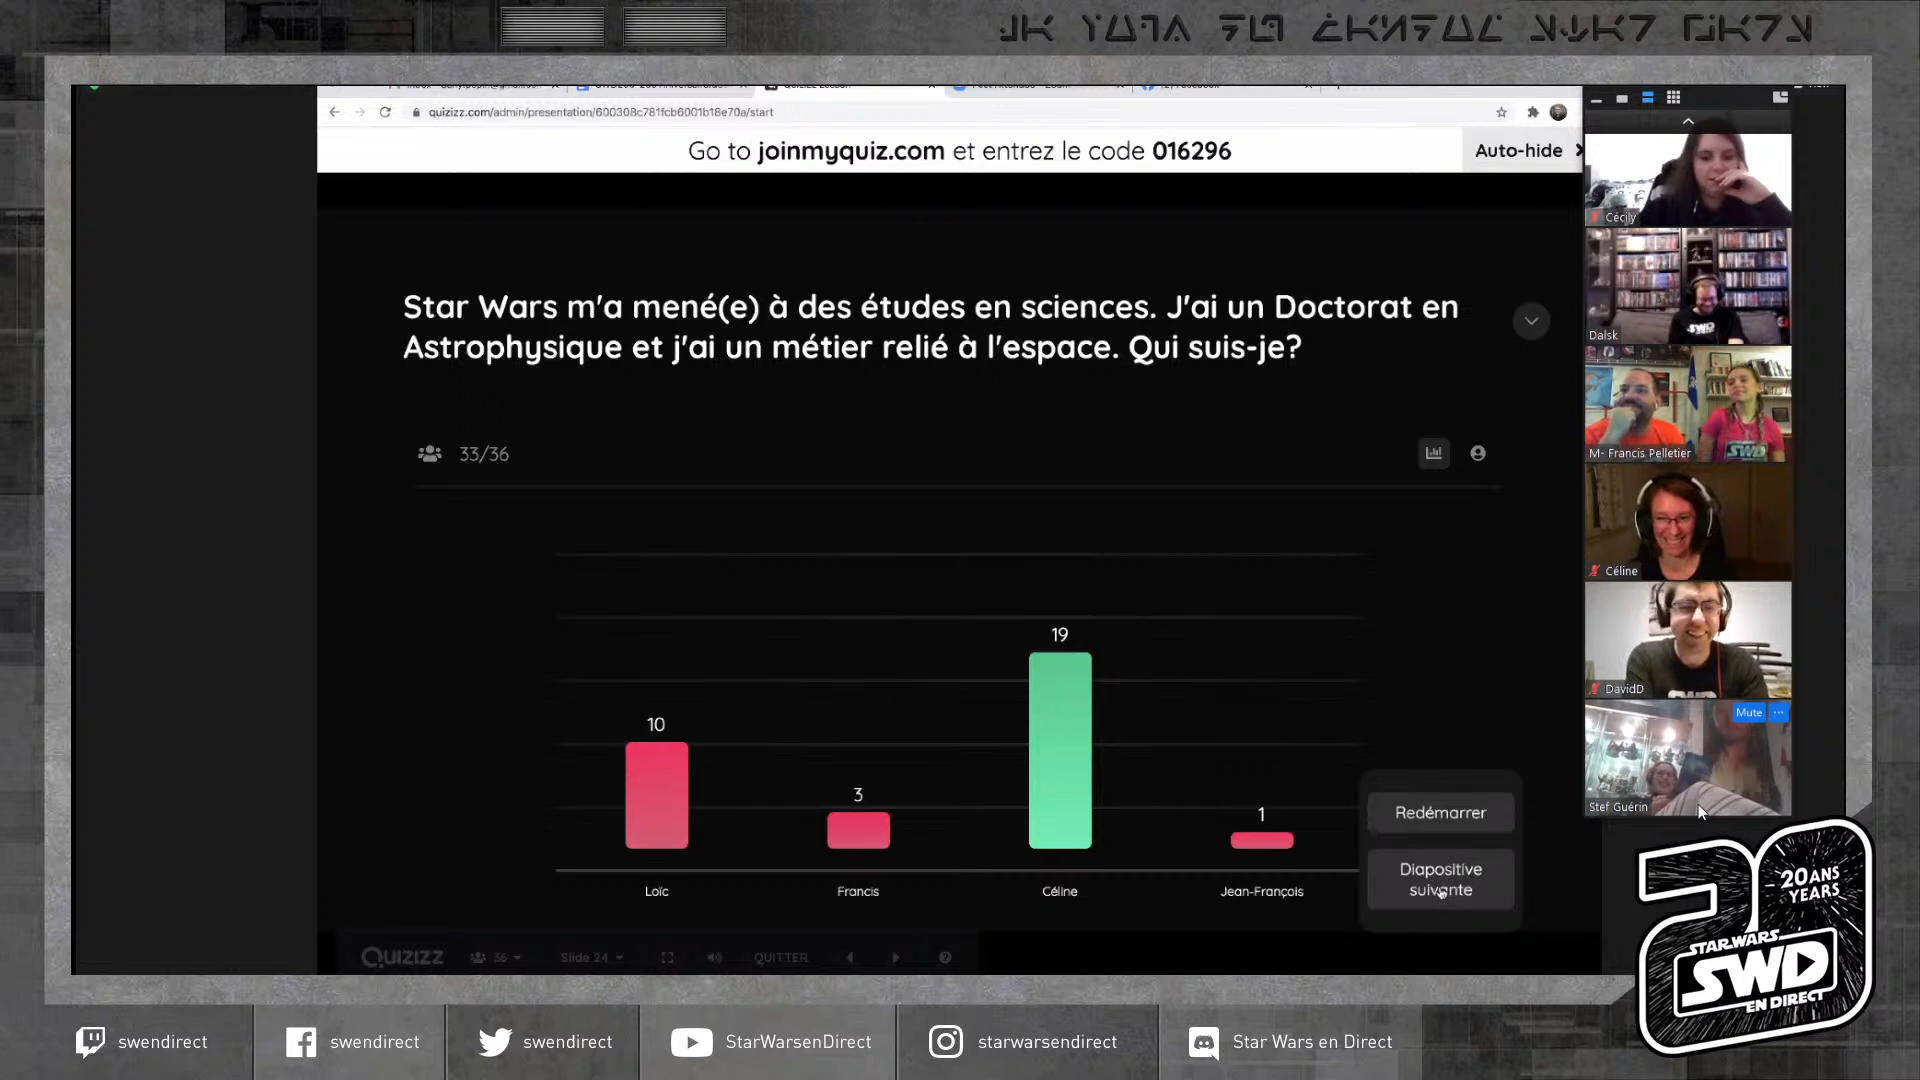 quizizz.com/admin/presentation/600308c781fcb6001b18e70a/start
Go to joinmyquiz.com et entrez le code 016296
Auto-hide
Star Wars m'a mené(e) à des études en sciences. J'ai un Doctorat en
Astrophysique et j'ai un métier relié à l'espace. Qui suis-je?
33/36
10
3
19
1
Loïc
Francis
Céline
Jean-François
Redémarrer
Diapositive
suivante
Quizizz
36
Slide 24
QUITTER
Cécily
Dalsk
M- Francis Pelletier
Céline
DavidD
Mute
Stef Guérin
20 ANS
YEARS
STAR WARS
SWD
EN DIRECT
swendirect
swendirect
swendirect
StarWarsenDirect
starwarsendirect
Star Wars en Direct